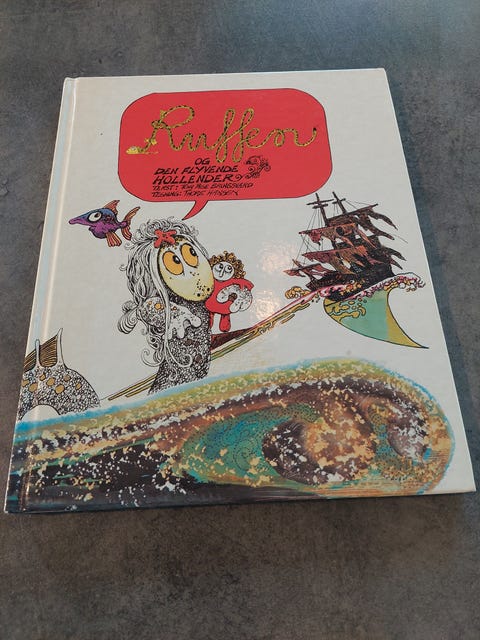 Ruffen
OG
DEN FLYVENDE
HOLLENDER
TEKST: TOR ÅGE BRINGSVÆRD
TEGNING: THORE HANSEN